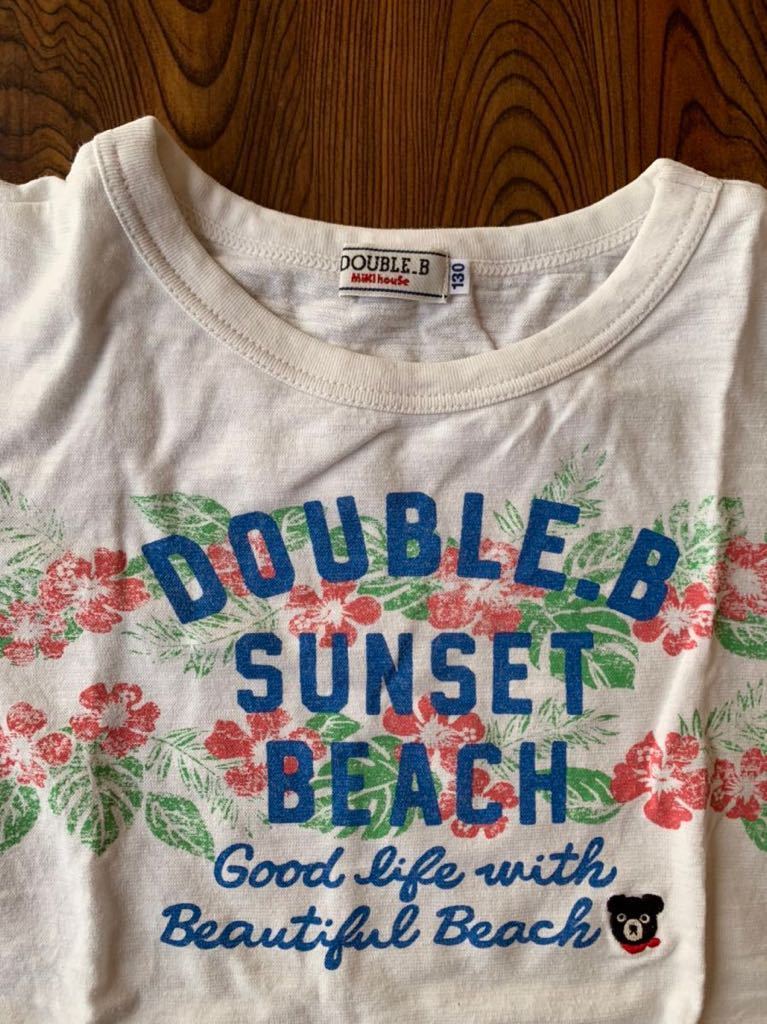 DOUBLE_B
MIKI houSe
130
DOUBLE.B
SUNSET
BEACH
Good life with
Beautiful Beach